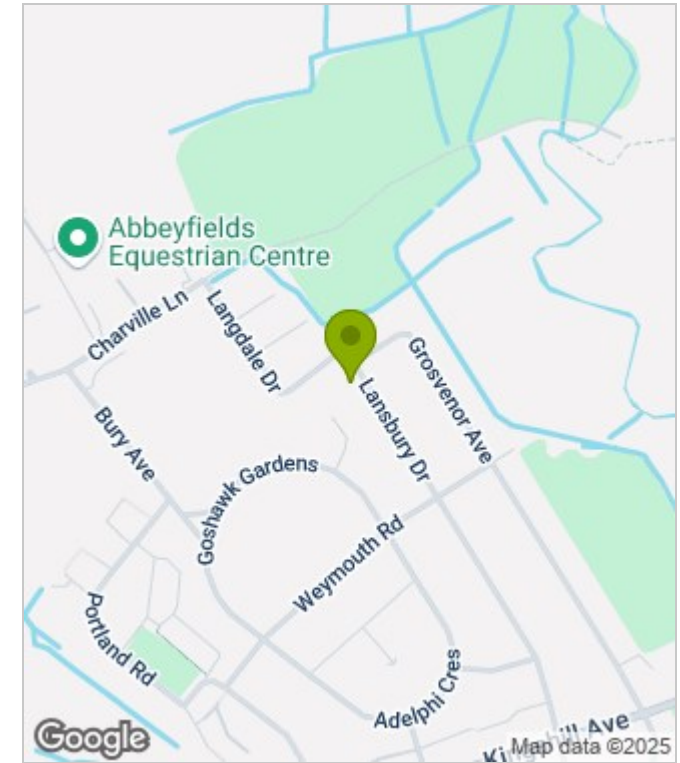 Abbeyfields
Equestrian Centre
Charville Ln
Langdale Dr
Grosvenor Ave
Lansbury Dr
Bury Ave
Goshawk Gardens
Weymouth Rd
Portland Rd
Adelphi Cres
Google
Map data ©2025